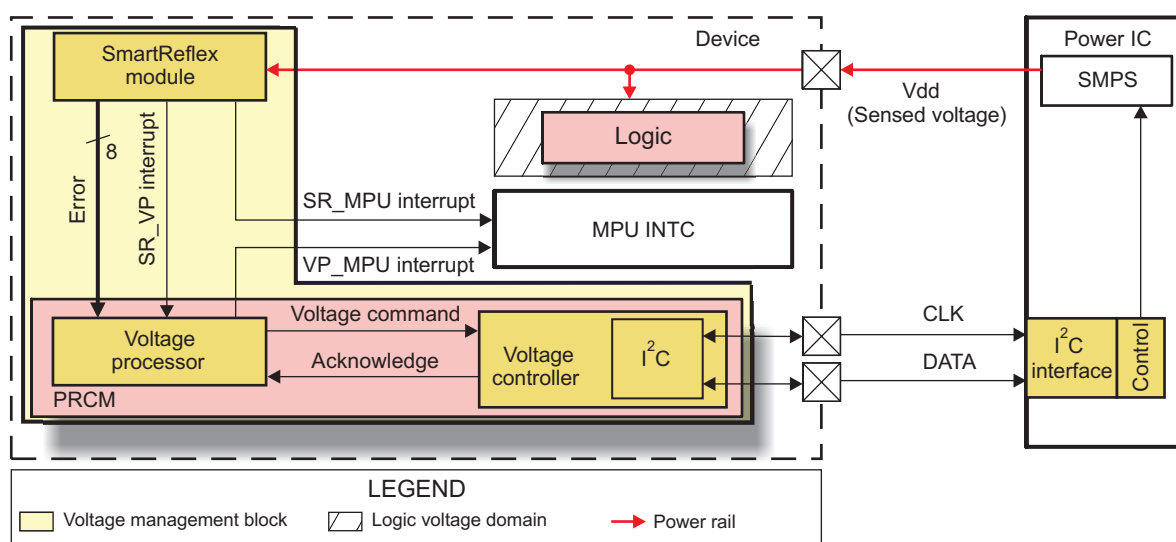 SmartReflex
module
Device
Power IC
SMPS
Vdd
(Sensed voltage)
Logic
8
Error
SR_VP interrupt
SR_MPU interrupt
MPU INTC
VP_MPU interrupt
Voltage
processor
Voltage command
Acknowledge
Voltage
controller
I²C
PRCM
CLK
DATA
I²C
interface
Control
LEGEND
Voltage management block
Logic voltage domain
Power rail